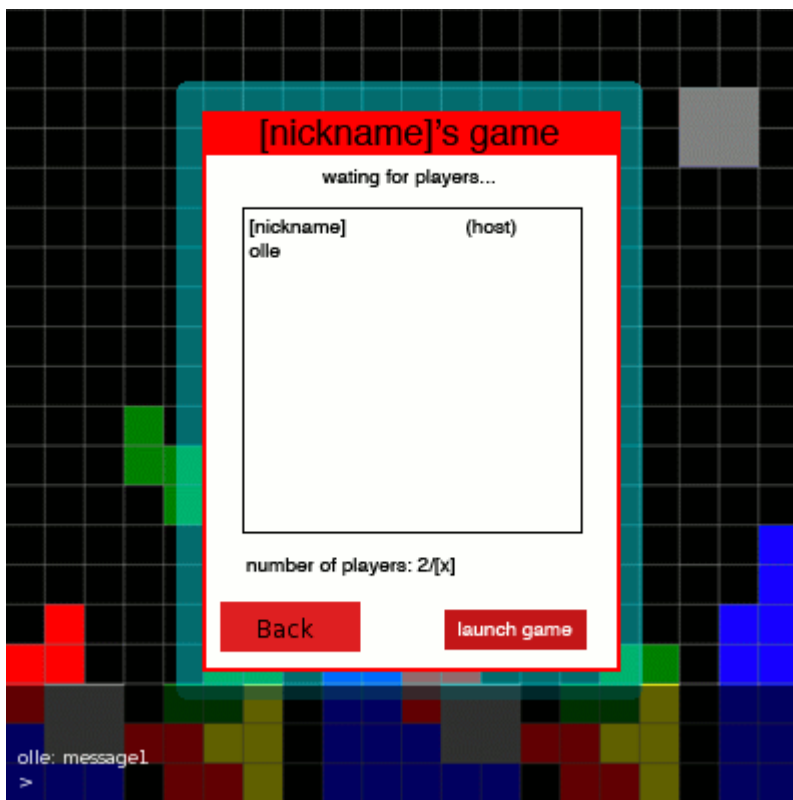 [nickname]'s game
wating for players...
[nickname] (host)
olle
number of players: 2/[x]
Back
launch game
olle: message1
>